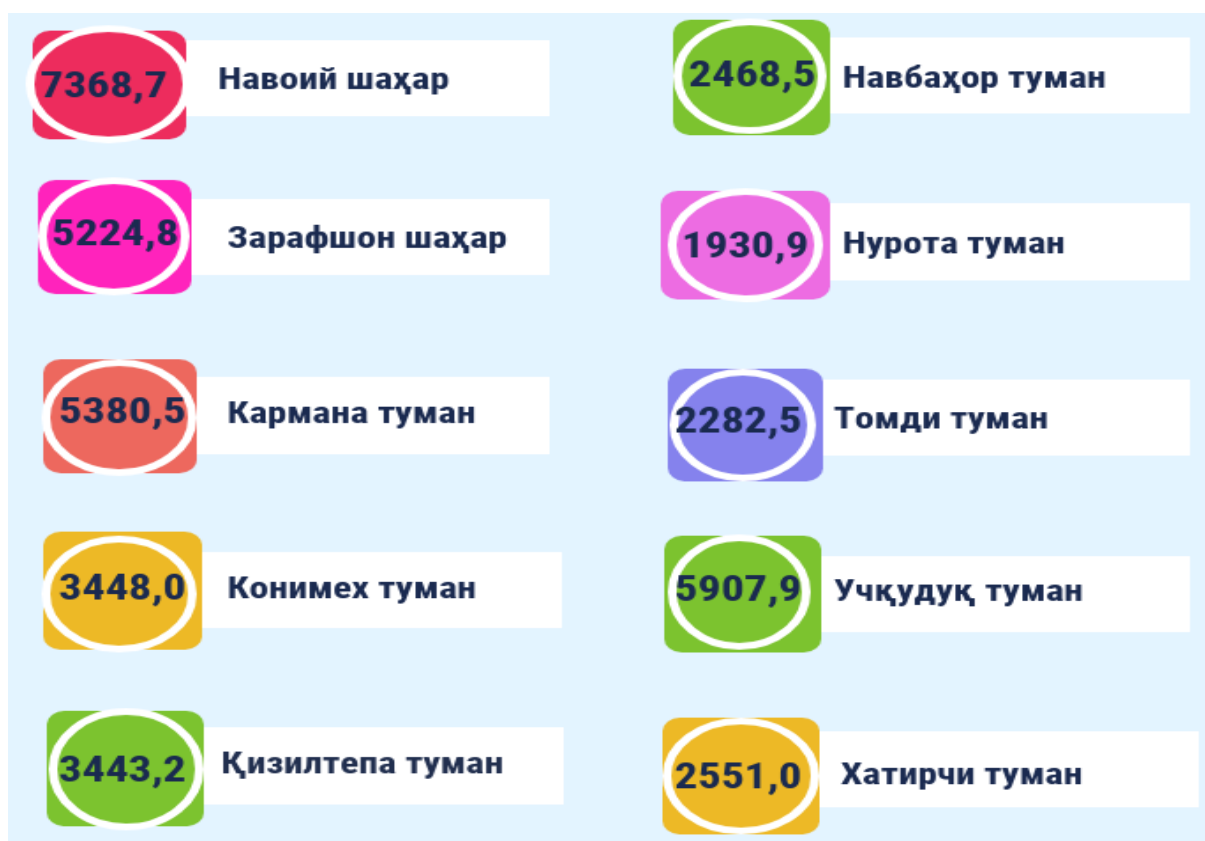 7368,7 Навоий шаҳар
5224,8 Зарафшон шаҳар
5380,5 Кармана туман
3448,0 Конимех туман
3443,2 Қизилтепа туман
2468,5 Навбаҳор туман
1930,9 Нурота туман
2282,5 Томди туман
5907,9 Учқудуқ туман
2551,0 Хатирчи туман